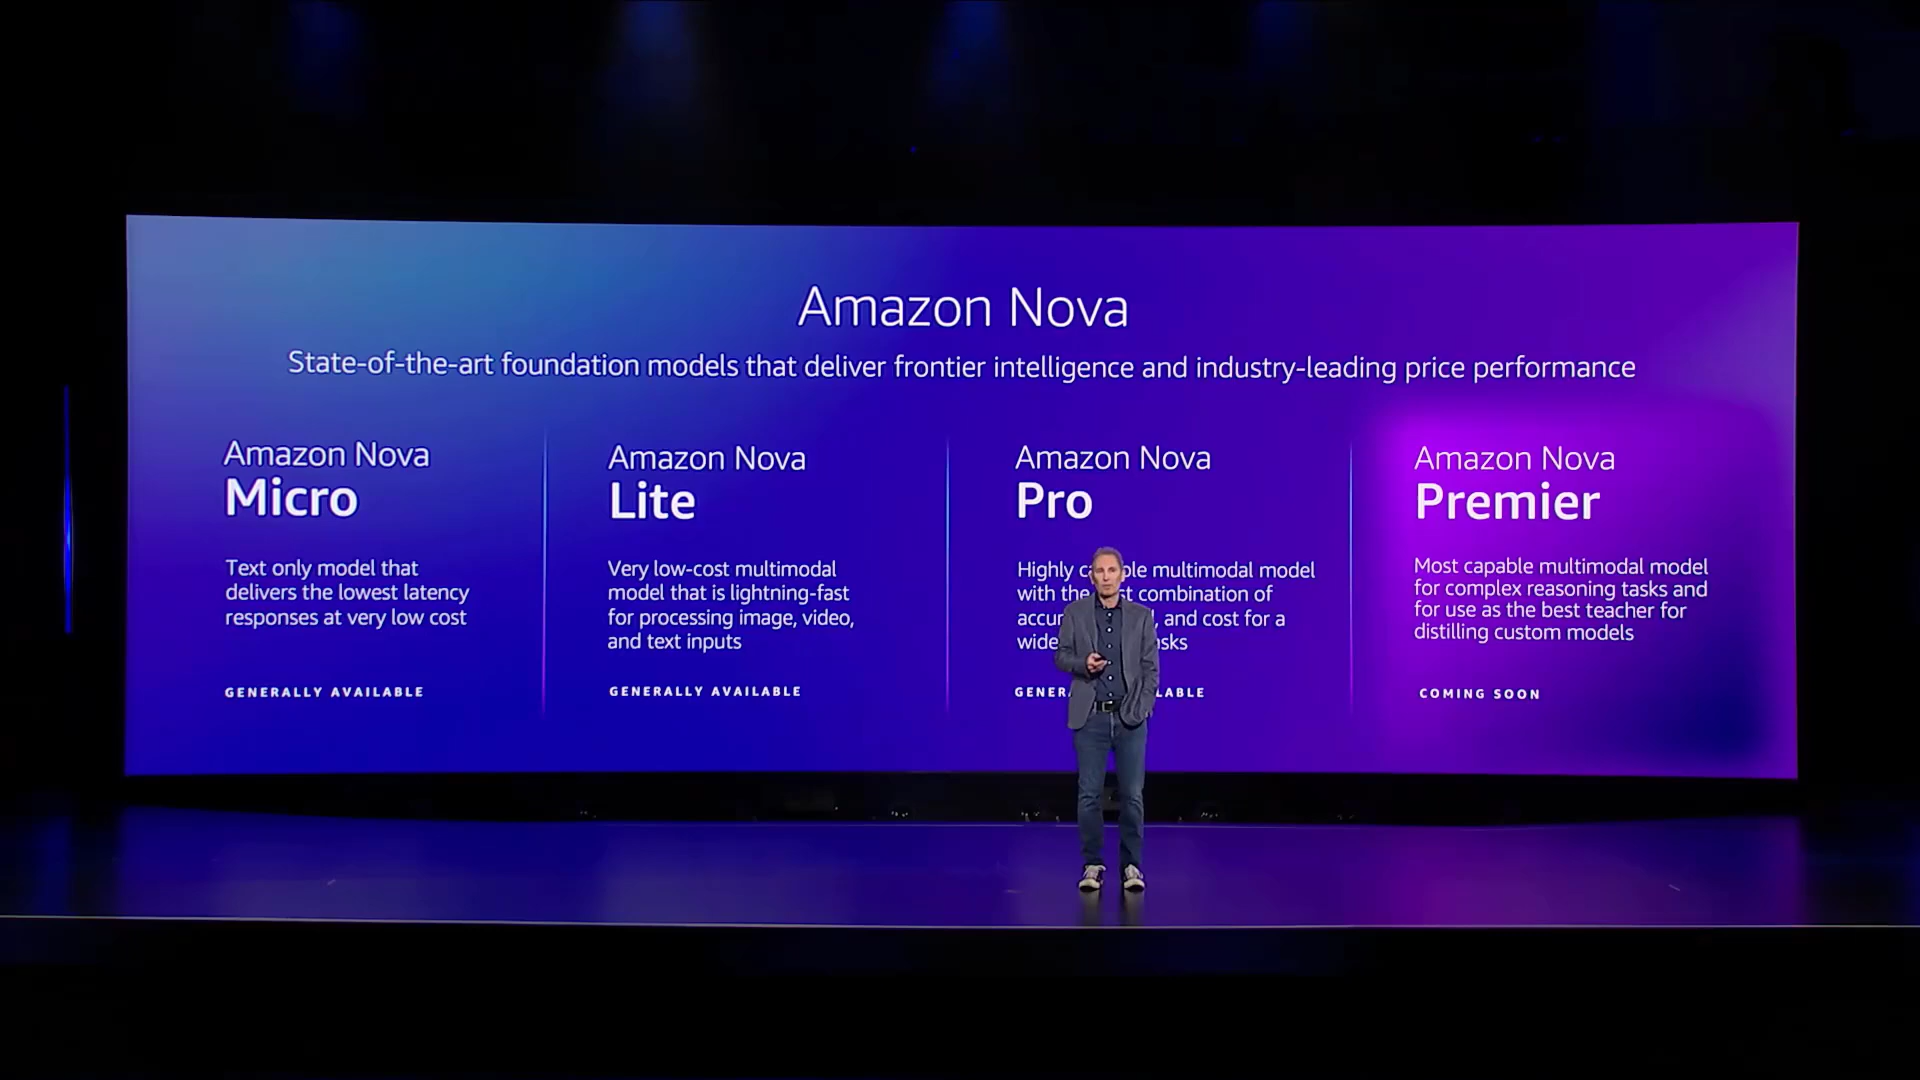 Amazon Nova
State-of-the-art foundation models that deliver frontier intelligence and industry-leading price performance
Amazon Nova
Micro
Text only model that
delivers the lowest latency
responses at very low cost
GENERALLY AVAILABLE
Amazon Nova
Lite
Very low-cost multimodal
model that is lightning-fast
for processing image, video,
and text inputs
GENERALLY AVAILABLE
Amazon Nova
Pro
Highly multimodal model
with the combination of
and cost for a
wide
Amazon Nova
Premier
Most capable multimodal model
for complex reasoning tasks and
for use as the best teacher for
distilling custom models
COMING SOON